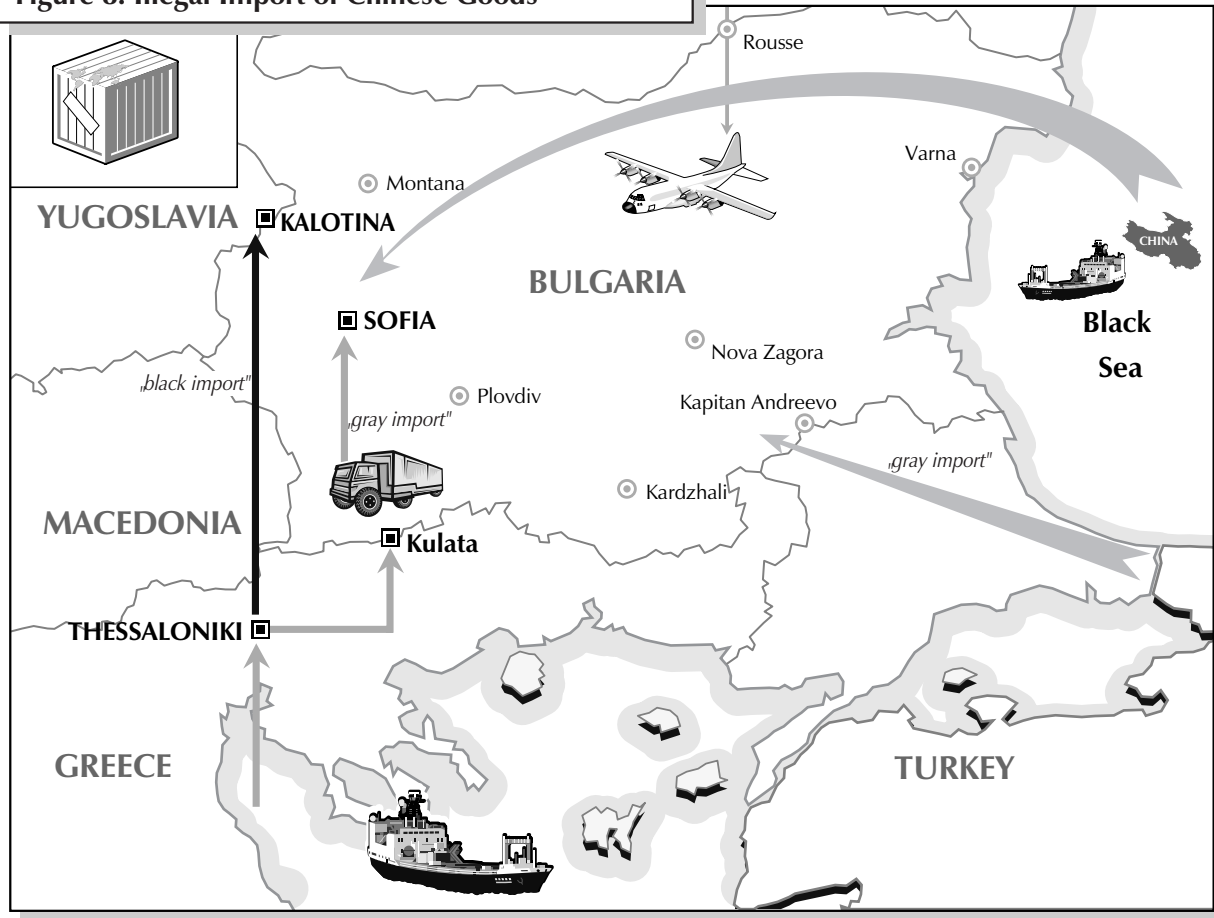 Figure 6: Illegal Import of Chinese Goods
Rousse
Varna
Montana
YUGOSLAVIA
KALOTINA
CHINA
BULGARIA
SOFIA
Black
Sea
Nova Zagora
„black import"
Plovdiv
Kapitan Andreevo
„gray import"
„gray import"
Kardzhali
MACEDONIA
Kulata
THESSALONIKI
GREECE
TURKEY